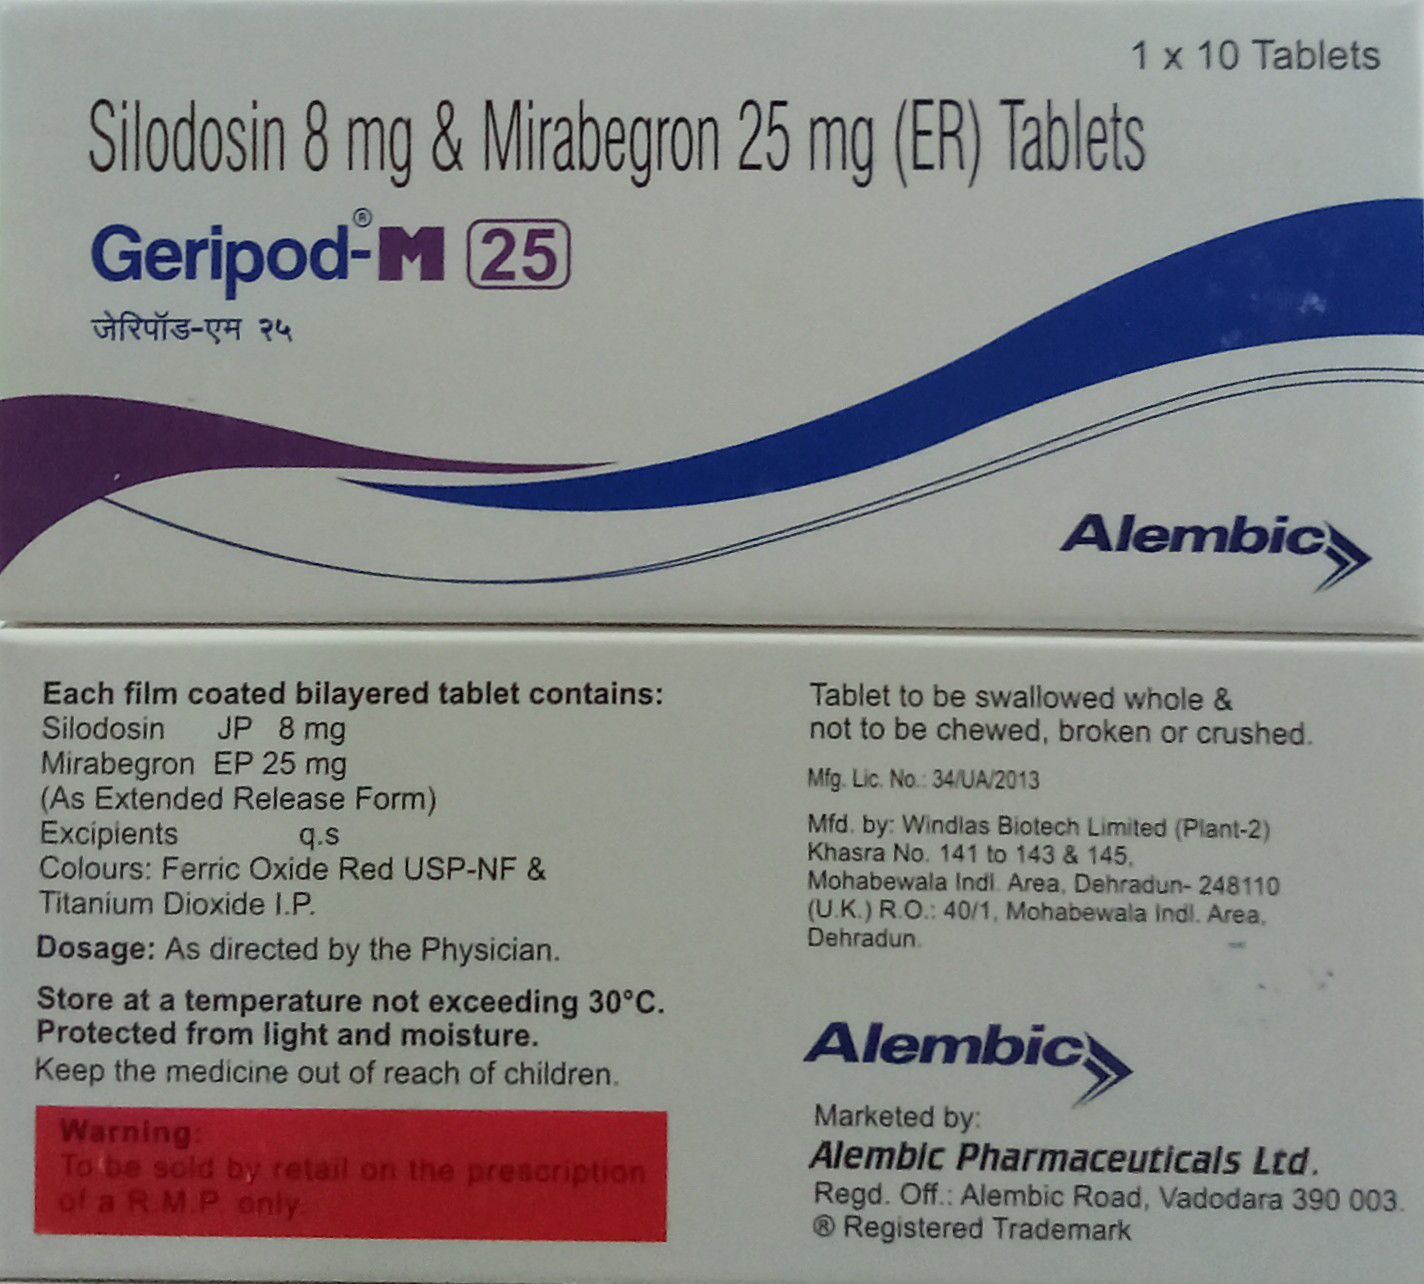 1 x 10 Tablets
Silodosin 8 mg & Mirabegron 25 mg (ER) Tablets
Geripod-®M 25
जेरिपॉड-एम २५
Alembic
Each film coated bilayered tablet contains:
Silodosin JP 8 mg
Mirabegron EP 25 mg
(As Extended Release Form)
Excipients q.s
Colours: Ferric Oxide Red USP-NF &
Titanium Dioxide I.P.
Dosage: As directed by the Physician.
Store at a temperature not exceeding 30°C.
Protected from light and moisture.
Keep the medicine out of reach of children.
Warning:
To be sold by retail on the prescription
of a R.M.P. only.
Tablet to be swallowed whole &
not to be chewed, broken or crushed.
Mfg. Lic. No.: 34/UA/2013
Mfd. by: Windlas Biotech Limited (Plant-2)
Khasra No. 141 to 143 & 145,
Mohabewala Indl. Area, Dehradun- 248110
(U.K.) R.O.: 40/1, Mohabewala Indl. Area,
Dehradun.
Alembic
Marketed by:
Alembic Pharmaceuticals Ltd.
Regd. Off.: Alembic Road, Vadodara 390 003.
® Registered Trademark